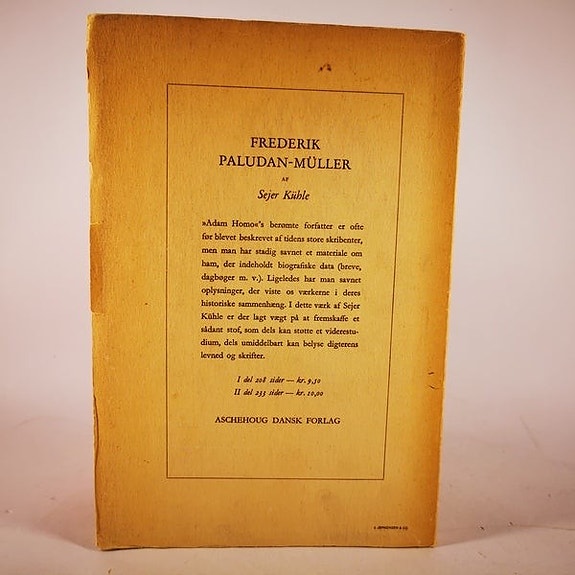 FREDERIK
PALUDAN-MÜLLER
AF
Sejer Kühle
»Adam Homo«'s berømte forfatter er ofte
før blevet beskrevet af tidens store skribenter,
men man har stadig savnet et materiale om
ham, der indeholdt biografiske data (breve,
dagbøger m. v.). Ligeledes har man savnet
oplysninger, der viste os værkerne i deres
historiske sammenhæng. I dette værk af Sejer
Kühle er der lagt vægt på at fremskaffe et
sådant stof, som dels kan støtte et viderestu-
dium, dels umiddelbart kan belyse digterens
levned og skrifter.
I del 208 sider — kr. 9,50
II del 233 sider — kr. 10,00
ASCHEHOUG DANSK FORLAG